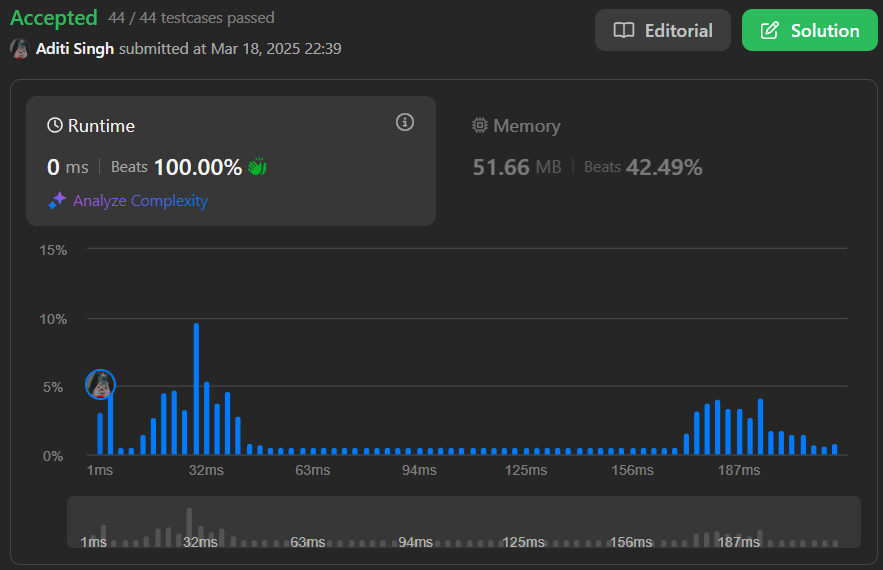 Accepted 44 / 44 testcases passed
Editorial
Solution
Aditi Singh submitted at Mar 18, 2025 22:39
Runtime
0 ms | Beats 100.00%
Analyze Complexity
Memory
51.66 MB | Beats 42.49%
15%
10%
5%
0%
1ms 32ms 63ms 94ms 125ms 156ms 187ms
1ms 32ms 63ms 94ms 125ms 156ms 187ms